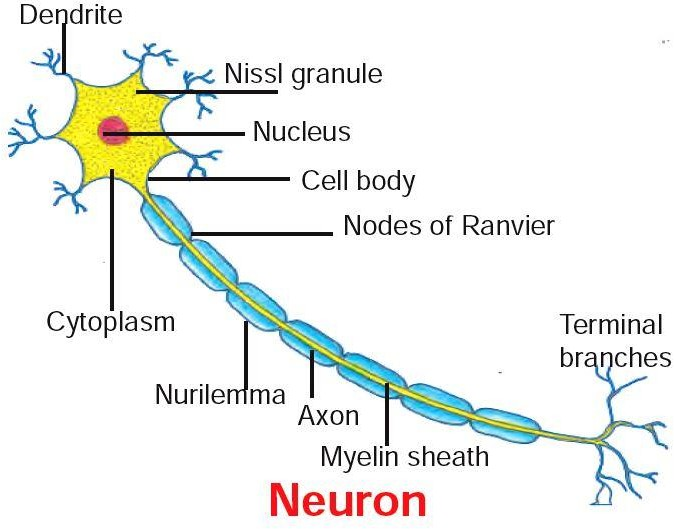 Dendrite
Nissl granule
Nucleus
Cell body
Nodes of Ranvier
Cytoplasm
Terminal
branches
Nurilemma
Axon
Myelin sheath
Neuron